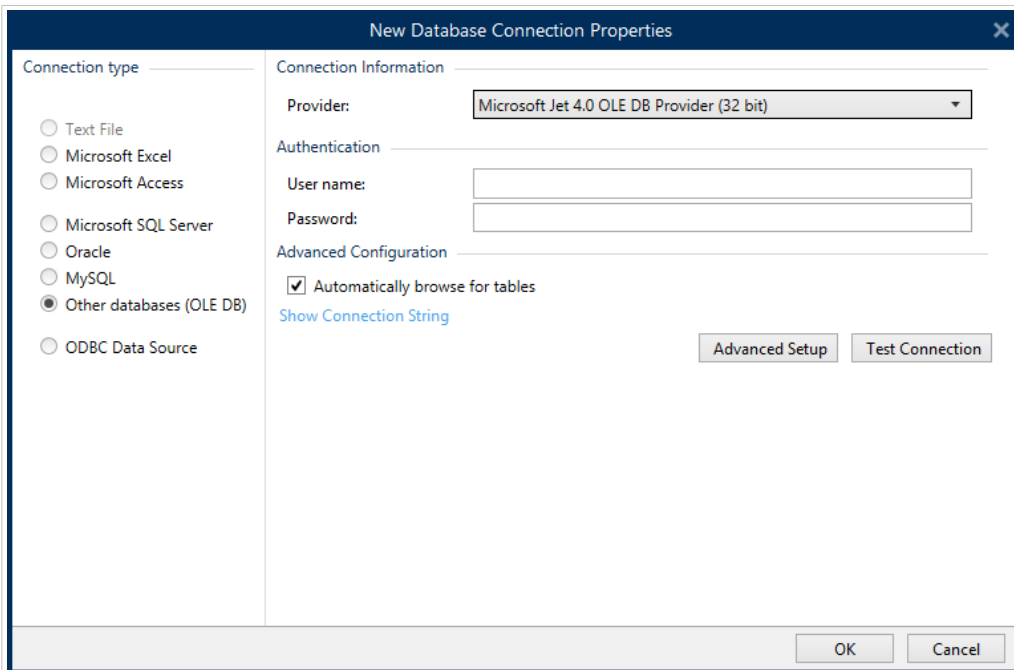 New Database Connection Properties
Connection type
Text File
Microsoft Excel
Microsoft Access
Microsoft SQL Server
Oracle
MySQL
Other databases (OLE DB)
ODBC Data Source
Connection Information
Provider: Microsoft Jet 4.0 OLE DB Provider (32 bit)
Authentication
User name:
Password:
Advanced Configuration
Automatically browse for tables
Show Connection String
Advanced Setup Test Connection
OK Cancel